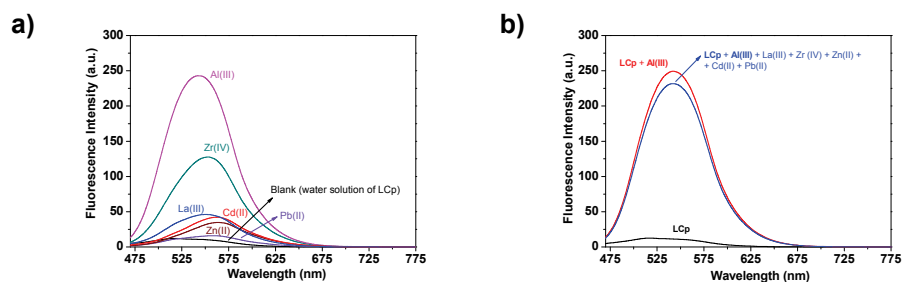 a)
300
250
200
150
100
50
0
Fluorescence Intensity (a.u.)
Al(III)
Zr(IV)
Blank (water solution of LCp)
La(III)
Cd(II)
Pb(II)
Zn(II)
475 525 575 625 675 725 775
Wavelength (nm)
b)
300
250
200
150
100
50
0
Fluorescence Intensity (a.u.)
LCp + Al(III)
LCp + Al(III) + La(III) + Zr (IV) + Zn(II) +
+ Cd(II) + Pb(II)
LCp
475 525 575 625 675 725 775
Wavelength (nm)